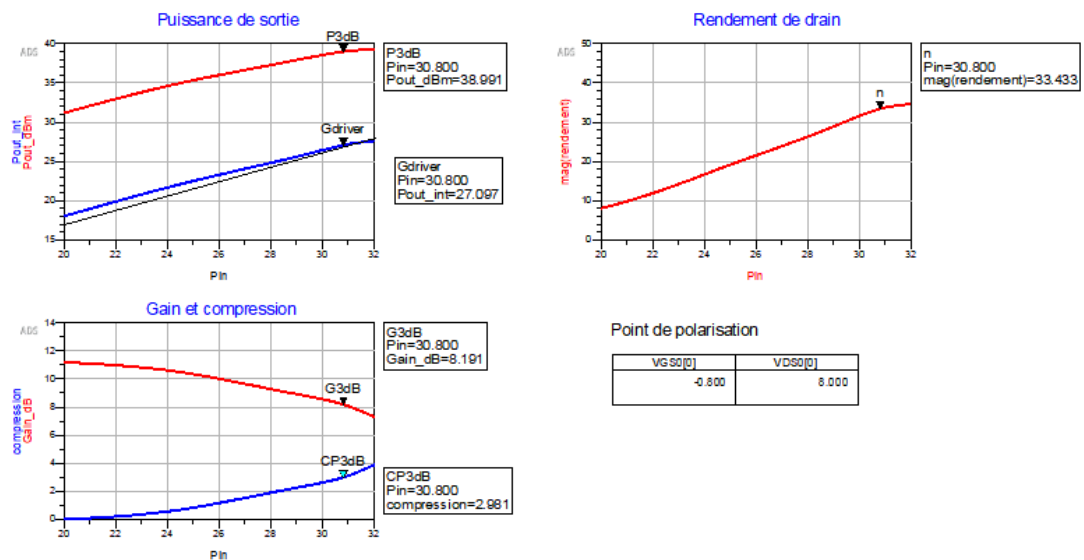 Puissance de sortie
ADS
40
35
30
25
20
15
Pout_int
Pout_dBm
P3dB
Gdriver
20 22 24 26 28 30 32
Pin
P3dB
Pin=30.800
Pout_dBm=38.991
Gdriver
Pin=30.800
Pout_int=27.097
Rendement de drain
ADS
50
40
30
20
10
0
mag(rendement)
n
20 22 24 26 28 30 32
Pin
n
Pin=30.800
mag(rendement)=33.433
Gain et compression
ADS
14
12
10
8
6
4
2
0
compression
Gain_dB
G3dB
CP3dB
20 22 24 26 28 30 32
Pin
G3dB
Pin=30.800
Gain_dB=8.191
CP3dB
Pin=30.800
compression=2.981
Point de polarisation
VGS0[0] VDS0[0]
-0.800 8.000